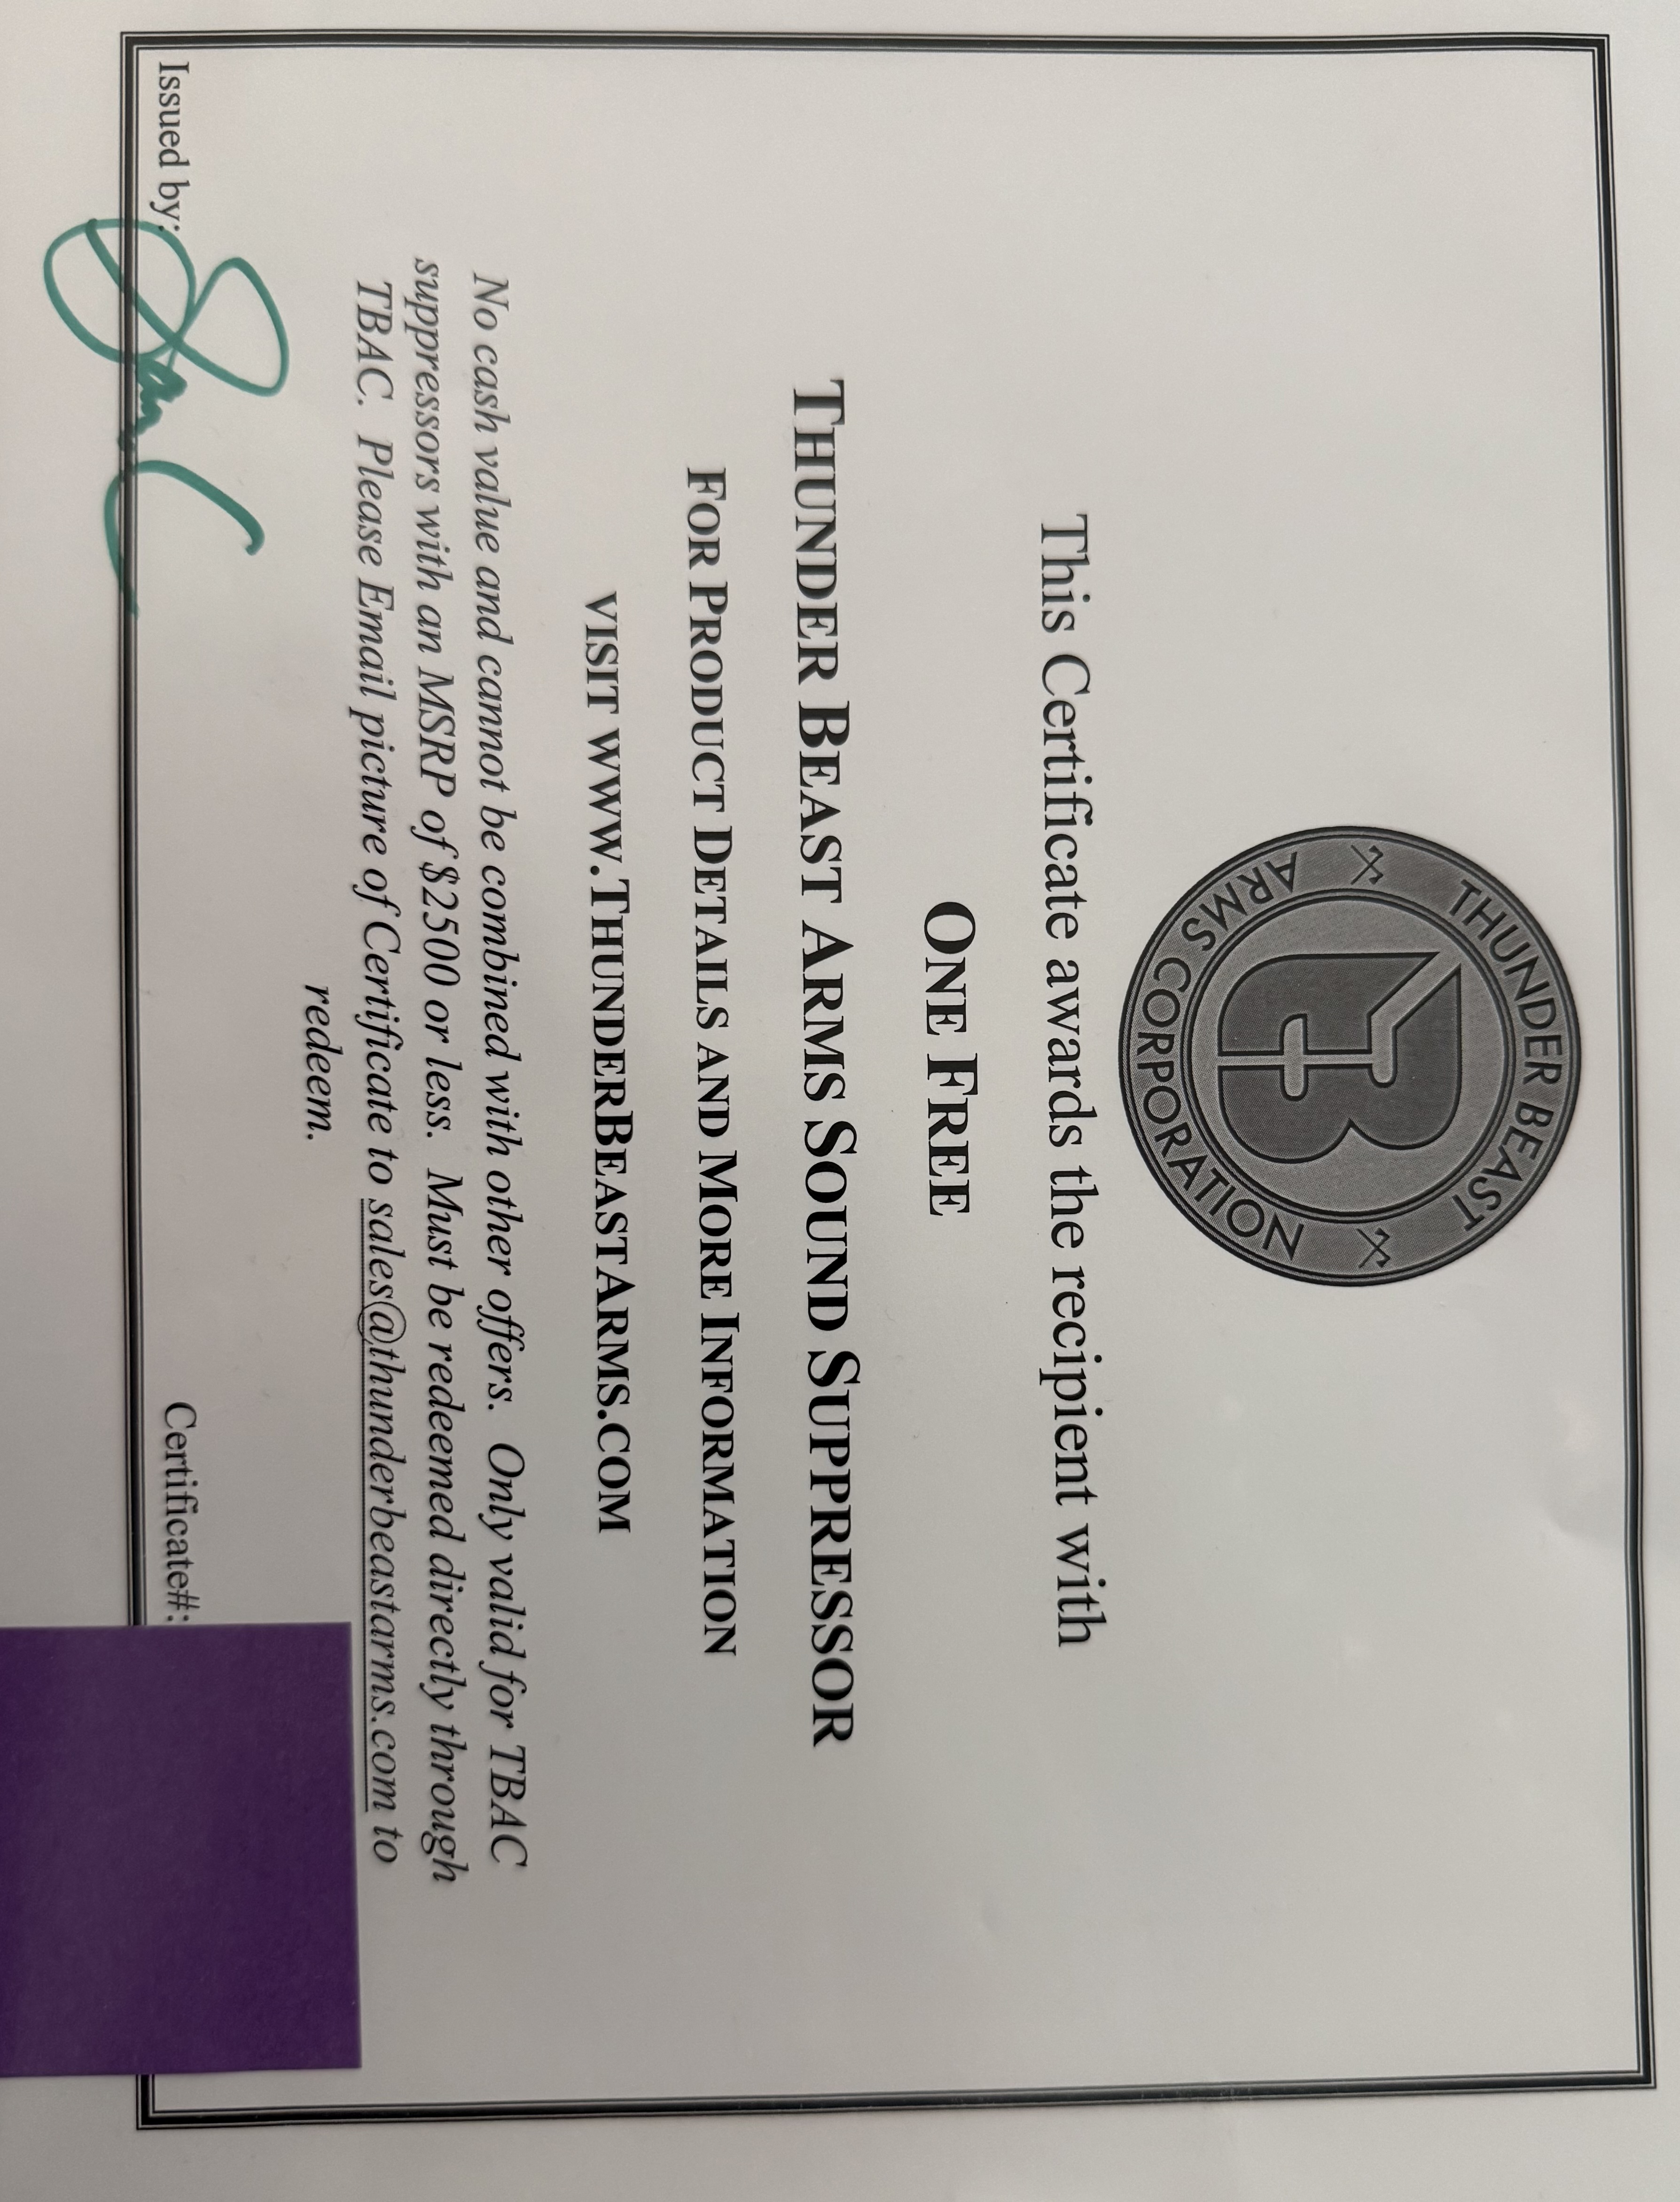 THUNDER BEAST
ARMS CORPORATION
This Certificate awards the recipient with
ONE FREE
THUNDER BEAST ARMS SOUND SUPPRESSOR
FOR PRODUCT DETAILS AND MORE INFORMATION
VISIT WWW.THUNDERBEASTARMS.COM
No cash value and cannot be combined with other offers. Only valid for TBAC
suppressors with an MSRP of $2500 or less. Must be redeemed directly through
TBAC. Please Email picture of Certificate to sales@thunderbeastarms.com to
redeem.
Issued by:
Certificate#: